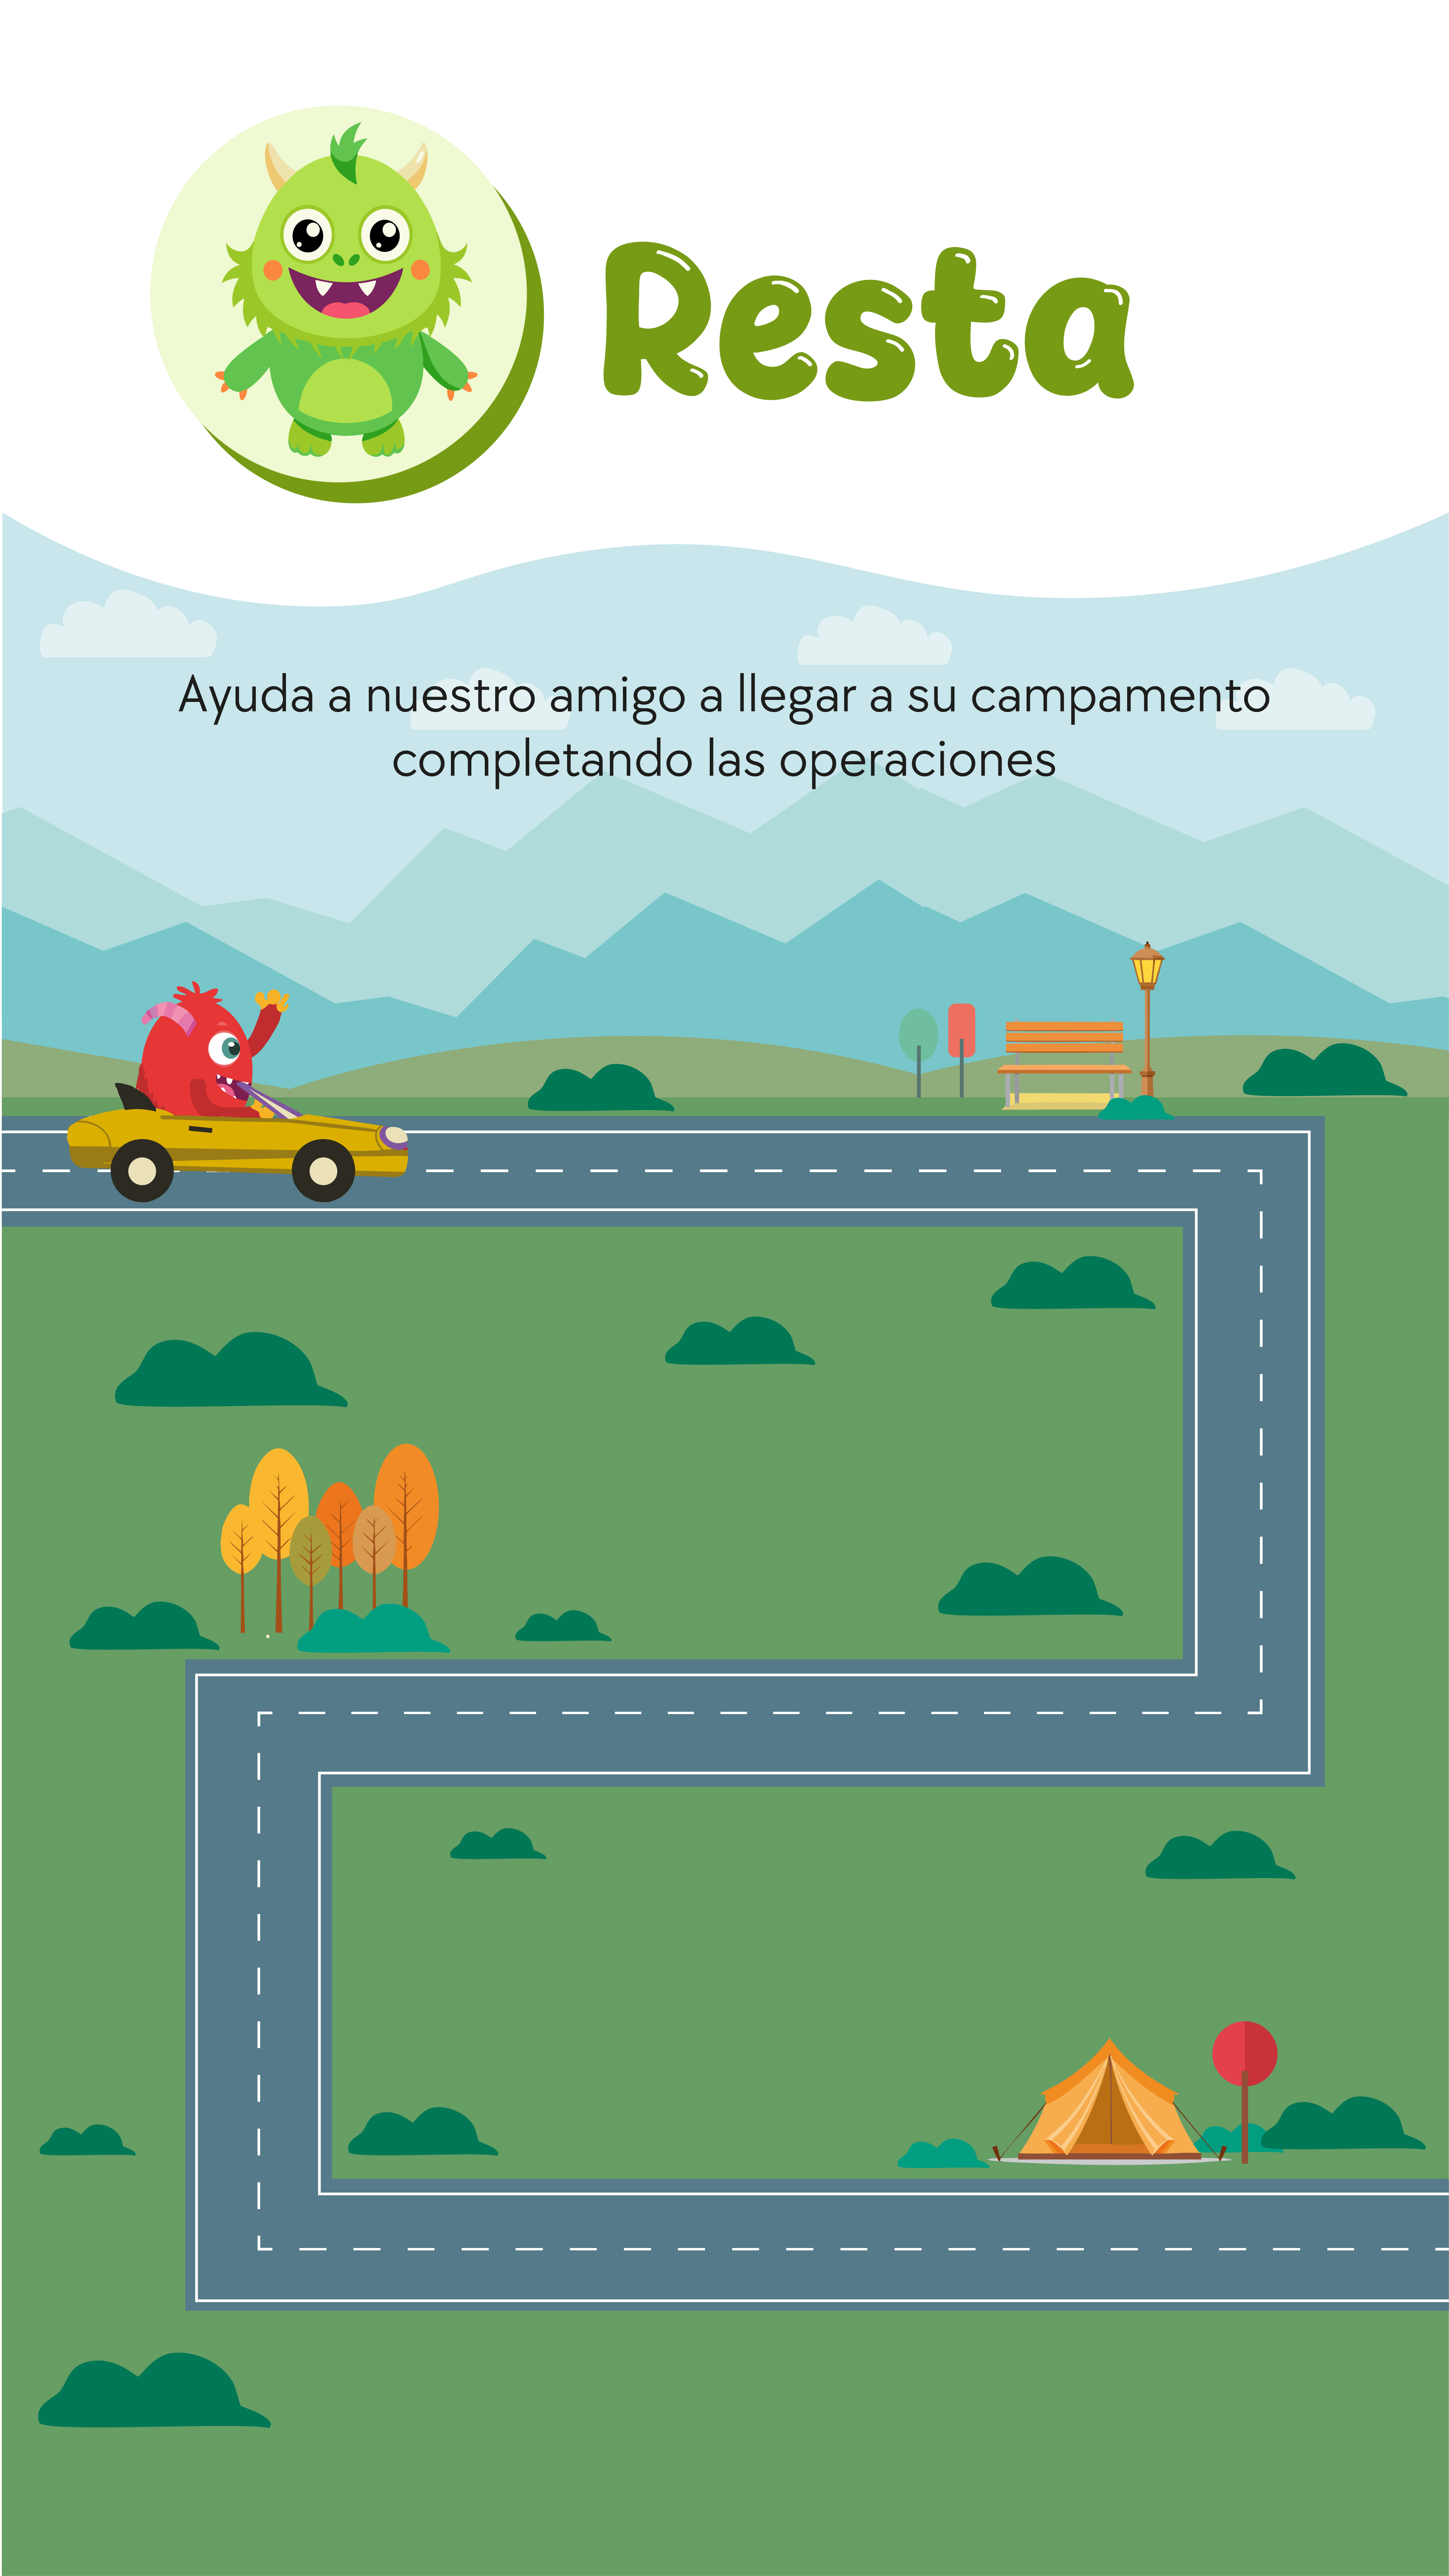 Resta
Ayuda a nuestro amigo a llegar a su campamento
completando las operaciones